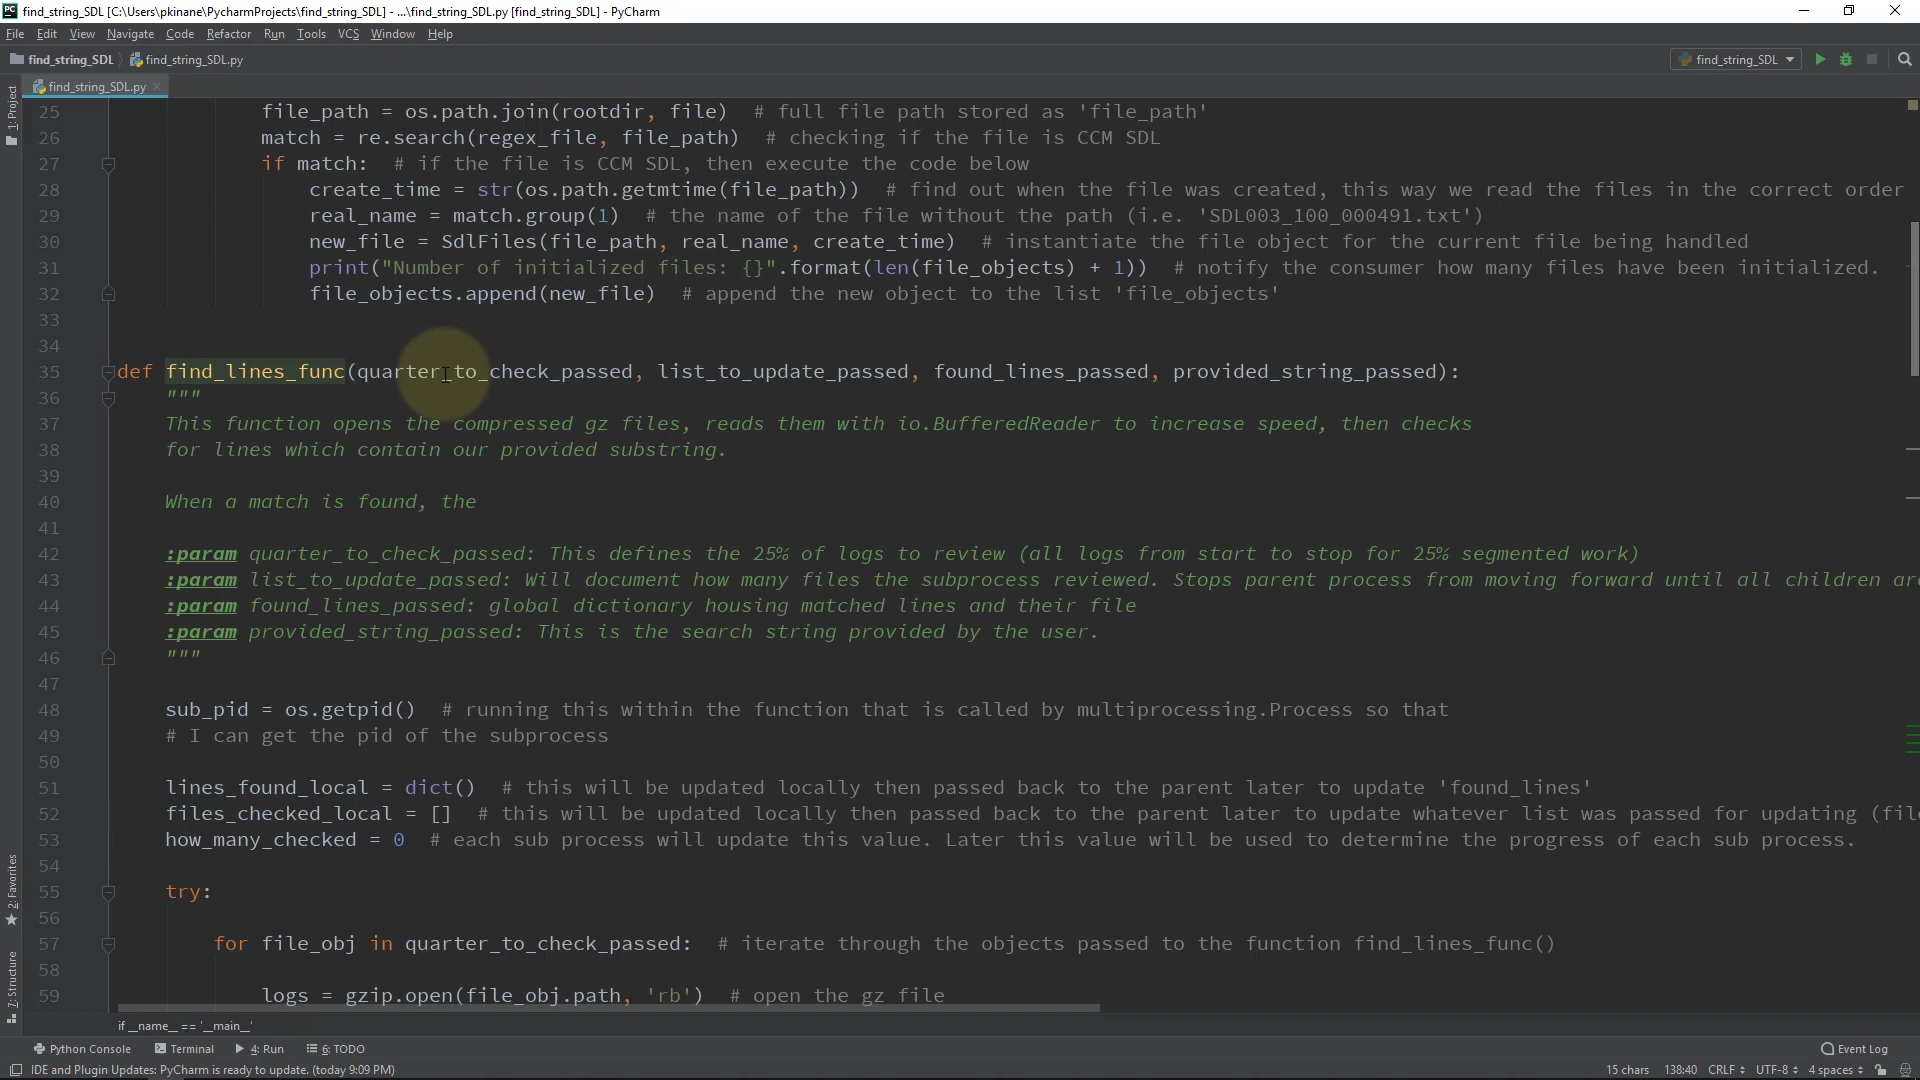 find_string_SDL [C:\Users\pkinane\PycharmProjects\find_string_SDL] - ...\find_string_SDL.py [find_string_SDL] - PyCharm
File Edit View Navigate Code Refactor Run Tools VCS Window Help
find_string_SDL find_string_SDL.py find_string_SDL
find_string_SDL.py
1: Project
25 file_path = os.path.join(rootdir, file)  # full file path stored as 'file_path'
26 match = re.search(regex_file, file_path)  # checking if the file is CCM SDL
27 if match:  # if the file is CCM SDL, then execute the code below
28 create_time = str(os.path.getmtime(file_path))  # find out when the file was created, this way we read the files in the correct order
29 real_name = match.group(1)  # the name of the file without the path (i.e. 'SDL003_100_000491.txt')
30 new_file = SdlFiles(file_path, real_name, create_time)  # instantiate the file object for the current file being handled
31 print("Number of initialized files: {}".format(len(file_objects) + 1))  # notify the consumer how many files have been initialized.
32 file_objects.append(new_file)  # append the new object to the list 'file_objects'
33
34
35 def find_lines_func(quarter_to_check_passed, list_to_update_passed, found_lines_passed, provided_string_passed):
36 """
37 This function opens the compressed gz files, reads them with io.BufferedReader to increase speed, then checks
38 for lines which contain our provided substring.
39
40 When a match is found, the
41
42 :param quarter_to_check_passed: This defines the 25% of logs to review (all logs from start to stop for 25% segmented work)
43 :param list_to_update_passed: Will document how many files the subprocess reviewed. Stops parent process from moving forward until all children ar
44 :param found_lines_passed: global dictionary housing matched lines and their file
45 :param provided_string_passed: This is the search string provided by the user.
46 """
47
48 sub_pid = os.getpid()  # running this within the function that is called by multiprocessing.Process so that
49 # I can get the pid of the subprocess
50
51 lines_found_local = dict()  # this will be updated locally then passed back to the parent later to update 'found_lines'
52 files_checked_local = []  # this will be updated locally then passed back to the parent later to update whatever list was passed for updating (fil
53 how_many_checked = 0  # each sub process will update this value. Later this value will be used to determine the progress of each sub process.
54
55 try:
56
57 for file_obj in quarter_to_check_passed:  # iterate through the objects passed to the function find_lines_func()
58
59 logs = gzip.open(file_obj.path, 'rb')  # open the gz file
2: Favorites
7: Structure
if __name__ == '__main__'
Python Console Terminal 4: Run 6: TODO Event Log
IDE and Plugin Updates: PyCharm is ready to update. (today 9:09 PM) 15 chars 138:40 CRLF UTF-8 4 spaces